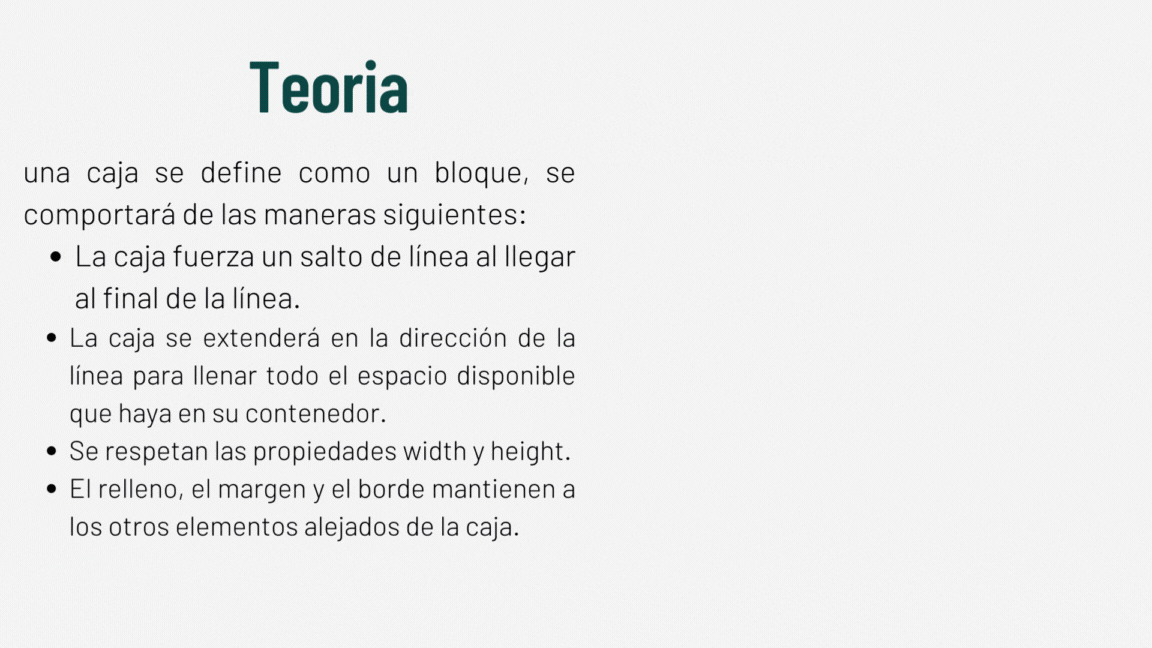 Teoria
una caja se define como un bloque, se
comportará de las maneras siguientes:
• La caja fuerza un salto de línea al llegar
al final de la línea.
• La caja se extenderá en la dirección de la
línea para llenar todo el espacio disponible
que haya en su contenedor.
• Se respetan las propiedades width y height.
• El relleno, el margen y el borde mantienen a
los otros elementos alejados de la caja.